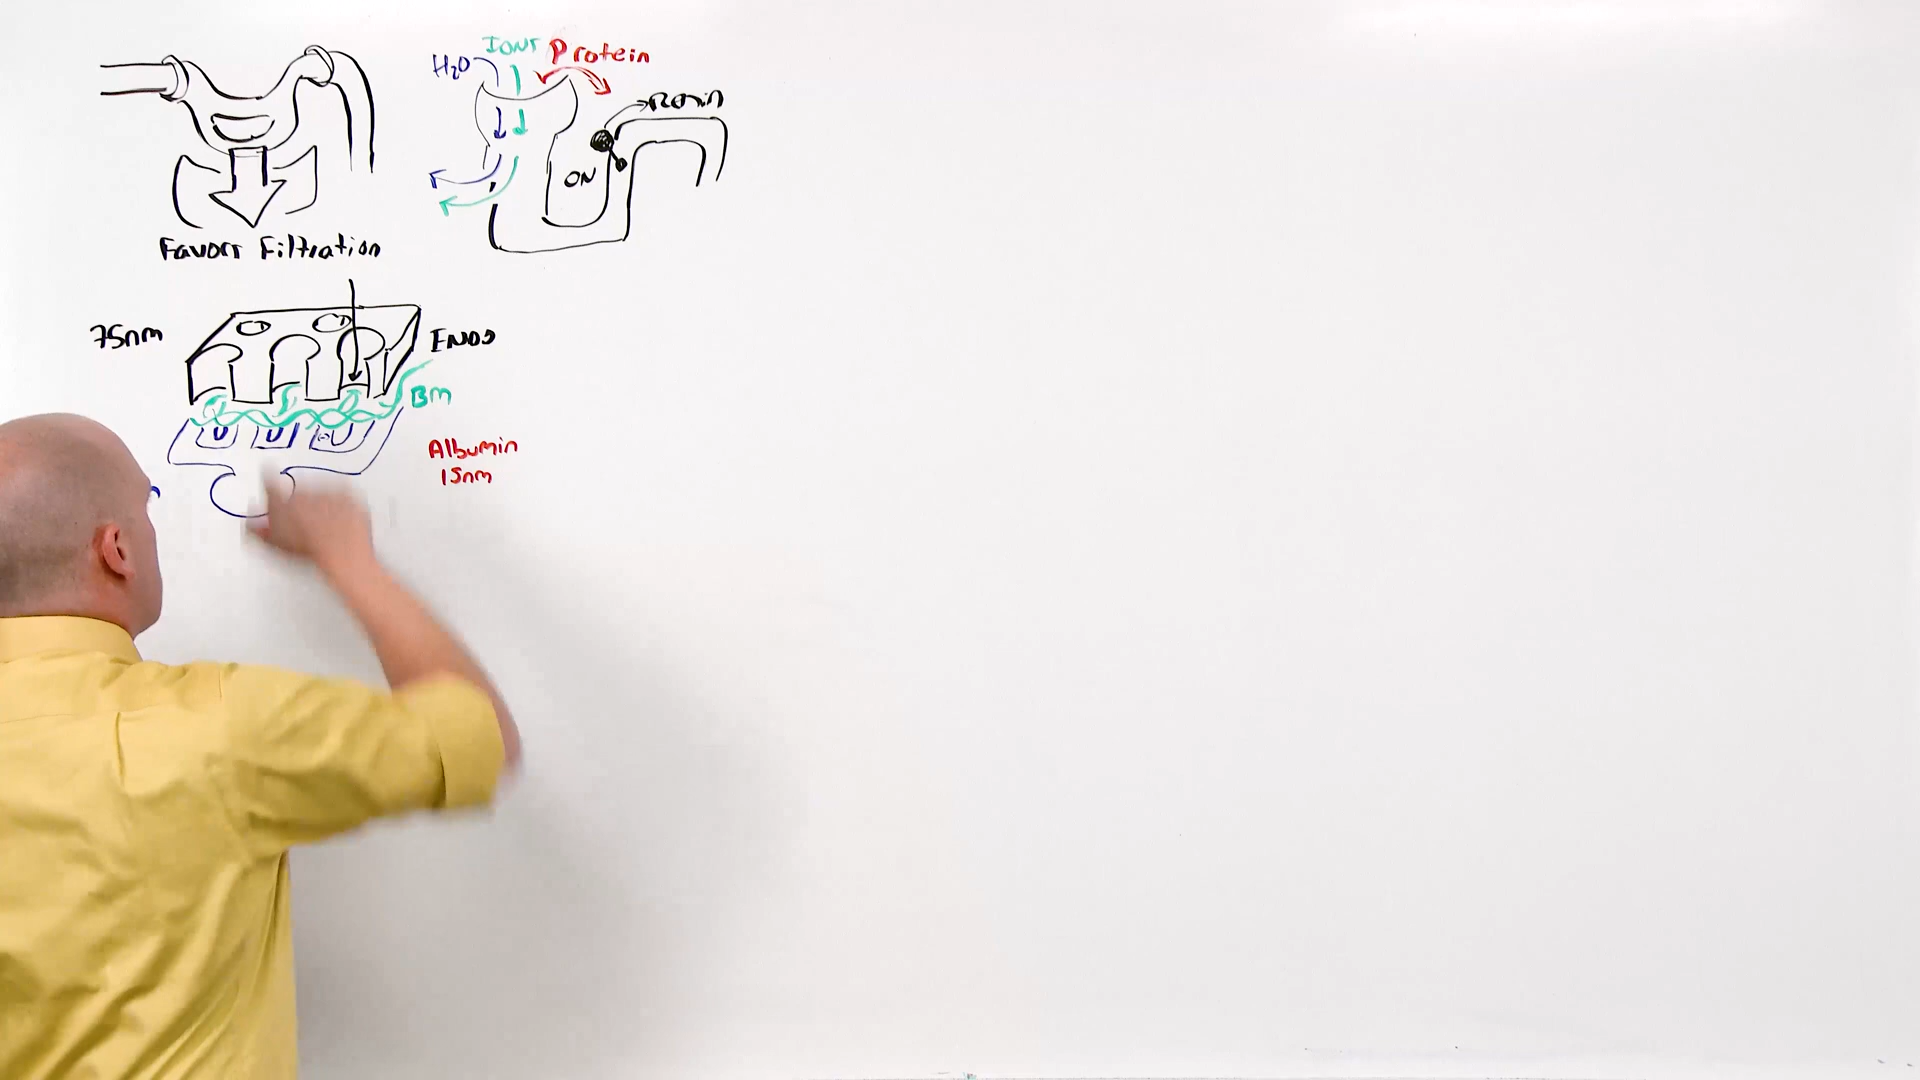 H₂O
Ions
Protein
Renin
ON
Favors Filtration
75nm
Endo
BM
Albumin
15nm